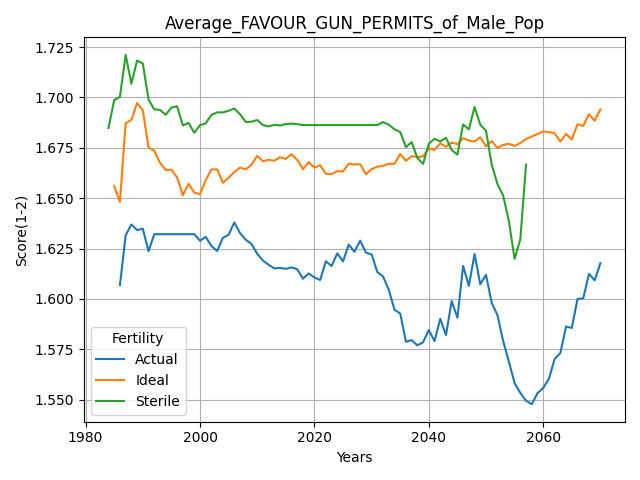 Average_FAVOUR_GUN_PERMITS_of_Male_Pop
1.725
1.700
1.675
1.650
1.625
1.600
1.575
1.550
Score(1-2)
Fertility
Actual
Ideal
Sterile
1980 2000 2020 2040 2060
Years